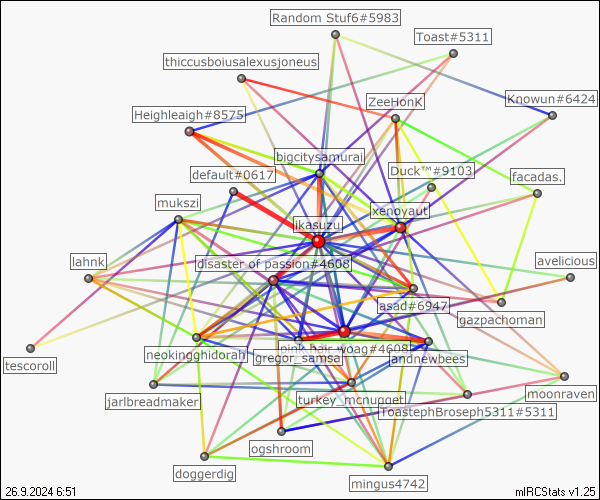 Random Stuf6#5983
Toast#5311
thiccusboiusalexusjoneus
ZeeHonK
Knowun#6424
Heighleaigh#8575
bigcitysamurai
Duck™#9103
default#0617
facadas.
mukszi
xenoyaut
ikasuzu
lahnk
disaster of passion#4608
avelicious
asad#6947
gazpachoman
pink hair woag#4608
neokingghidorah
gregor_samsa
andnewbees
tescoroll
moonraven
jarlbreadmaker
turkey_mcnugget
ToastephBroseph5311#5311
ogshroom
doggerdig
mingus4742
26.9.2024 6:51
mIRCStats v1.25